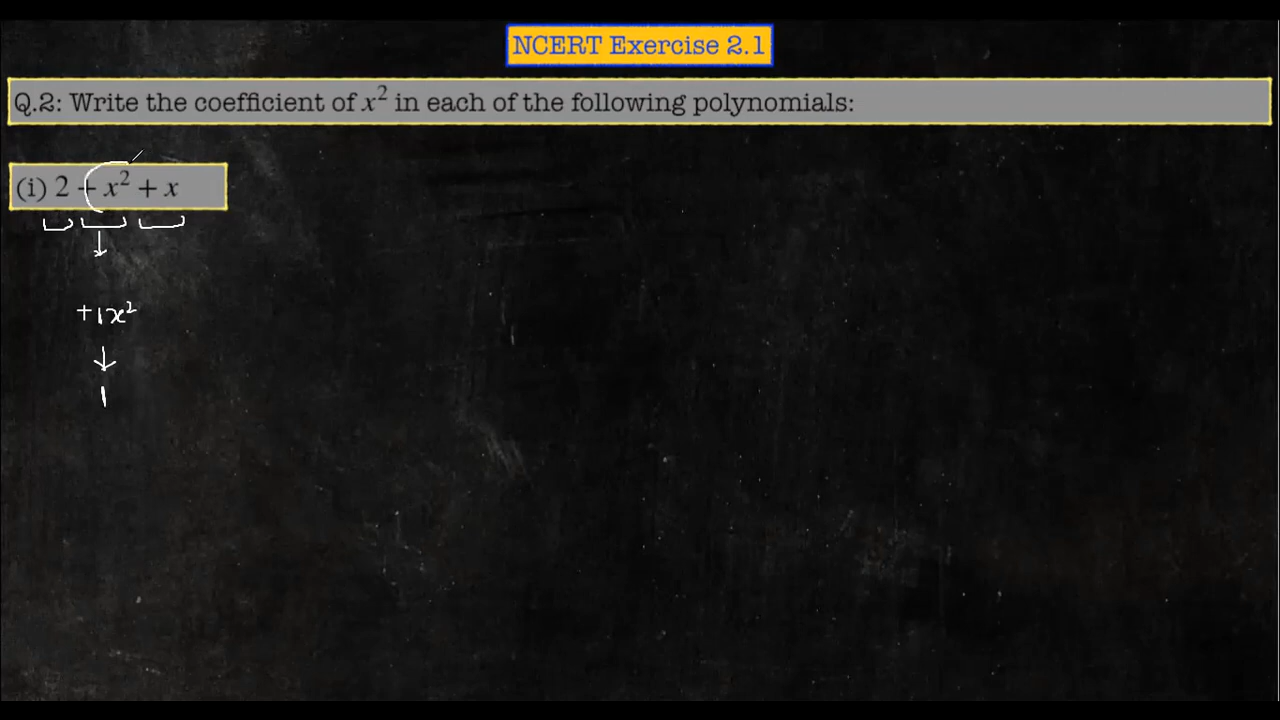 NCERT Exercise 2.1
Q.2: Write the coefficient of x² in each of the following polynomials:
(i) 2 + x² + x
+1x²
1